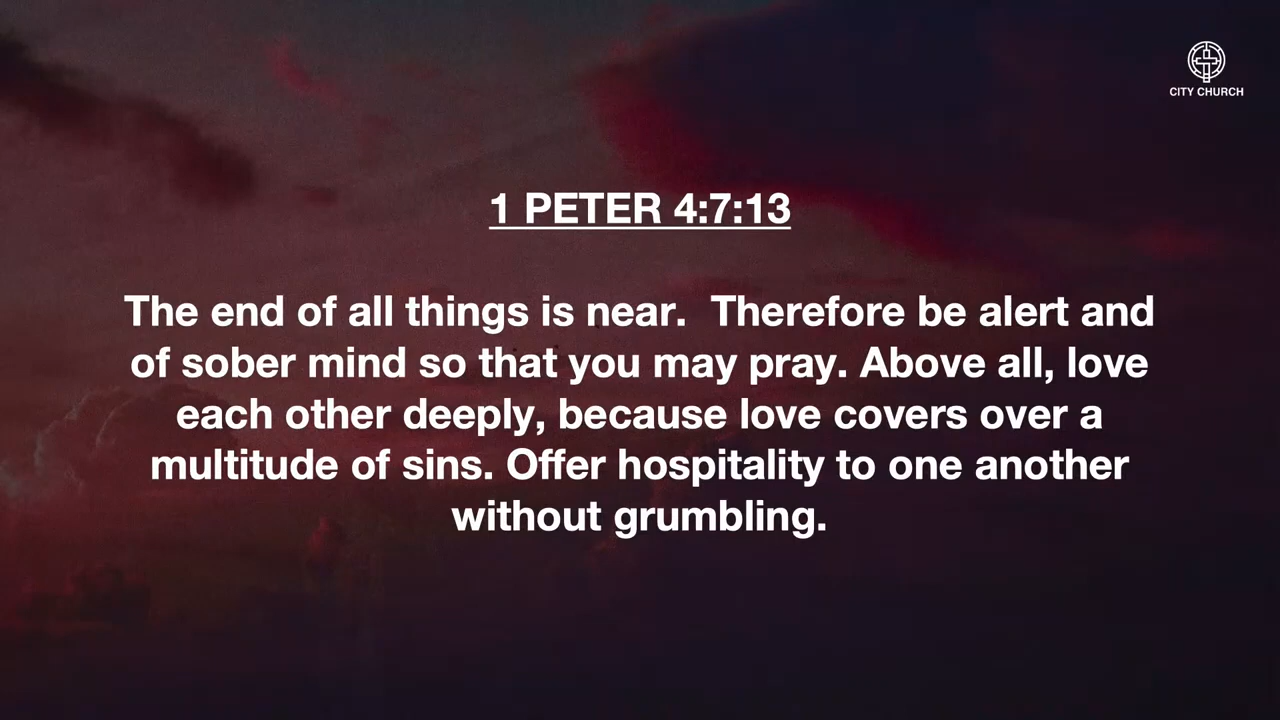 CITY CHURCH
1 PETER 4:7:13
The end of all things is near.  Therefore be alert and
of sober mind so that you may pray. Above all, love
each other deeply, because love covers over a
multitude of sins. Offer hospitality to one another
without grumbling.